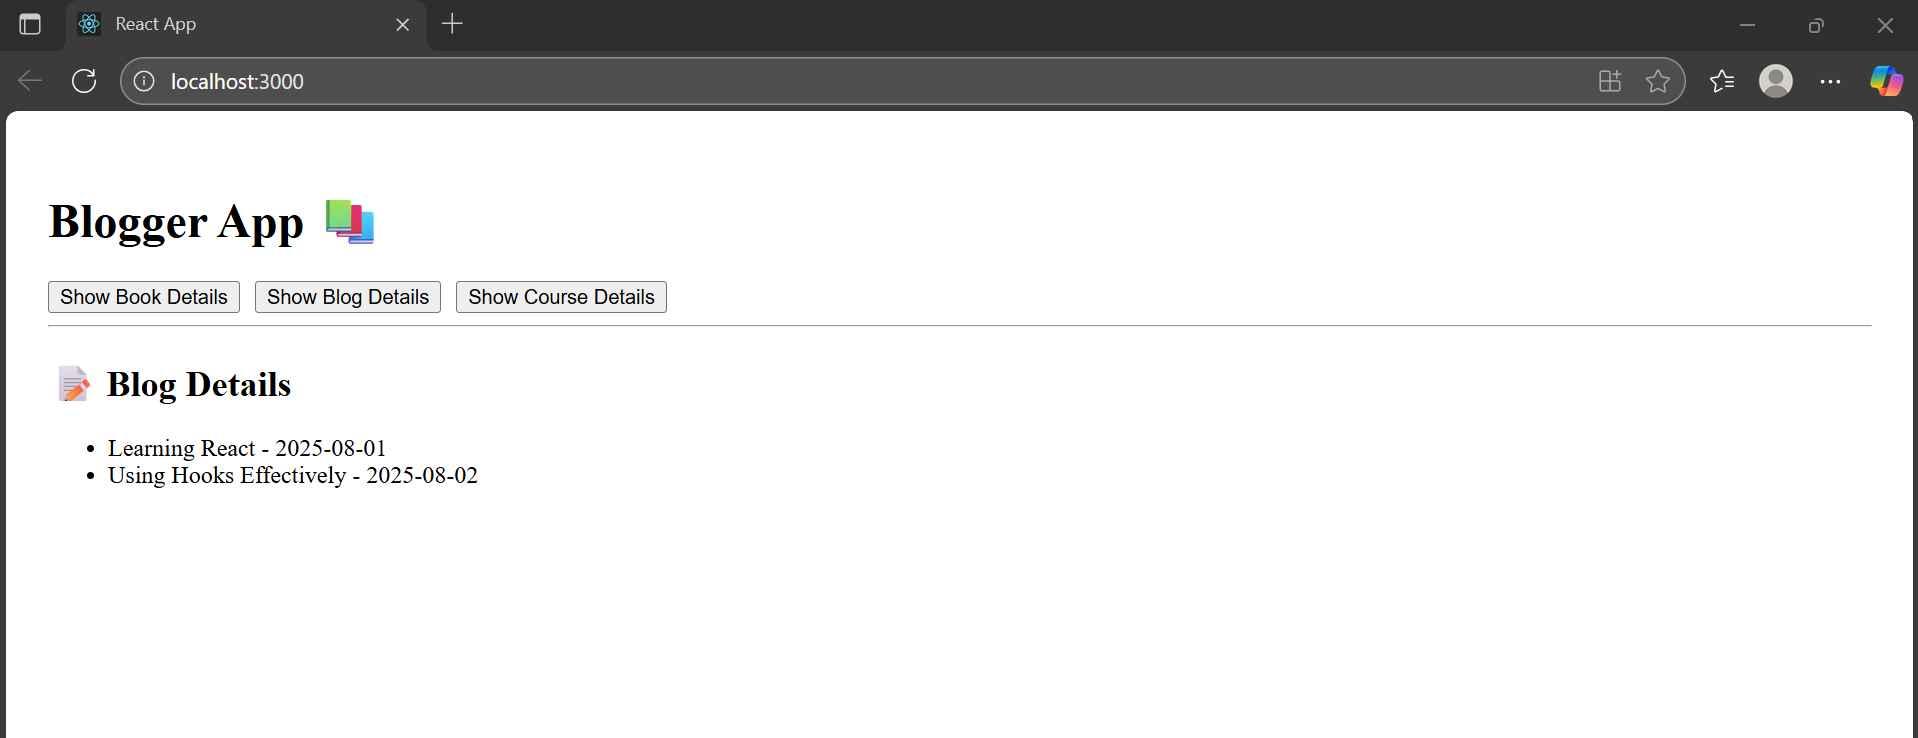 React App
localhost:3000
Blogger App 📚
Show Book Details Show Blog Details Show Course Details
📝 Blog Details
• Learning React - 2025-08-01
• Using Hooks Effectively - 2025-08-02